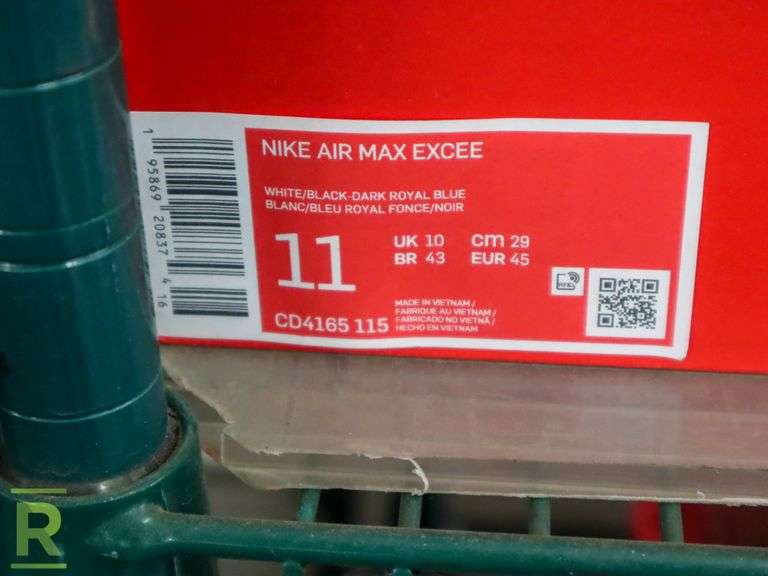 NIKE AIR MAX EXCEE
WHITE/BLACK-DARK ROYAL BLUE
BLANC/BLEU ROYAL FONCE/NOIR
11
UK 10 cm 29
BR 43 EUR 45
CD4165 115
MADE IN VIETNAM /
FABRIQUE AU VIETNAM /
FABRICADO NO VIETNÃ /
HECHO EN VIETNAM
RFID
1 95869 20837 4 16
R